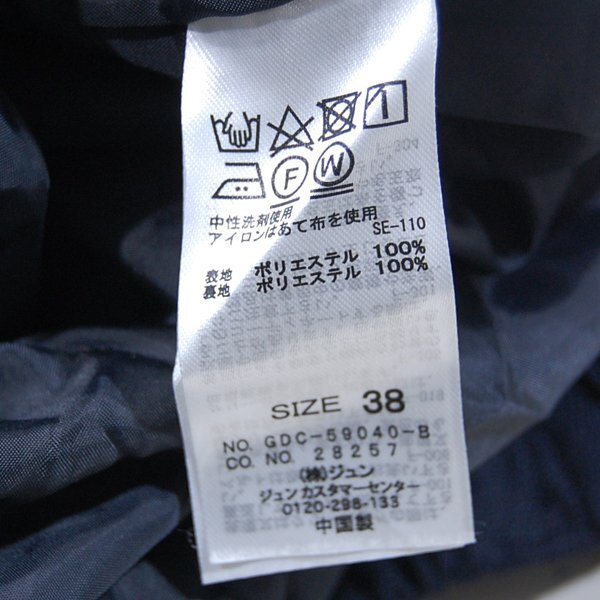 F
W
中性洗剤使用
アイロンはあて布を使用 SE-110
表地 ポリエステル 100%
裏地 ポリエステル 100%
SIZE 38
NO. GDC-59040-B
CO. NO. 28257
(株)ジュン
ジュン カスタマーセンター
0120-298-133
中国製